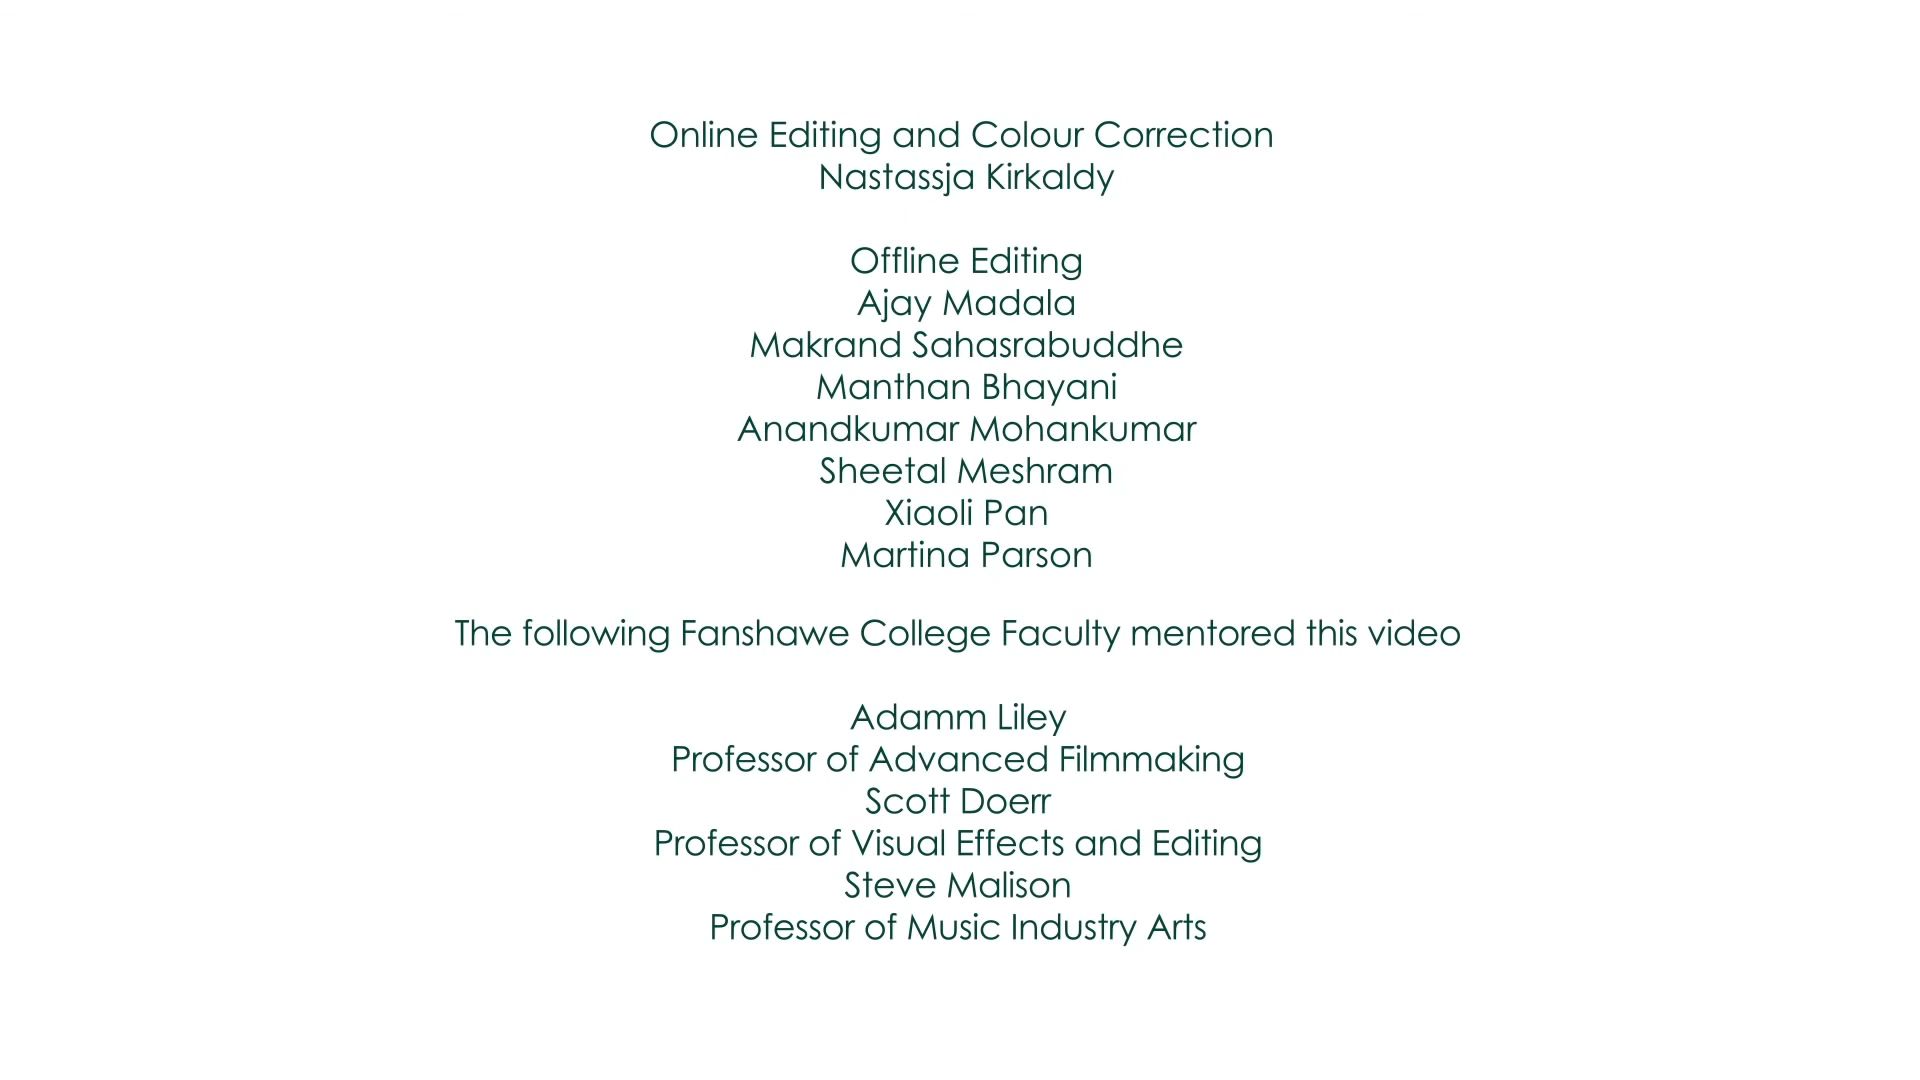 Online Editing and Colour Correction
Nastassja Kirkaldy
Offline Editing
Ajay Madala
Makrand Sahasrabuddhe
Manthan Bhayani
Anandkumar Mohankumar
Sheetal Meshram
Xiaoli Pan
Martina Parson
The following Fanshawe College Faculty mentored this video
Adamm Liley
Professor of Advanced Filmmaking
Scott Doerr
Professor of Visual Effects and Editing
Steve Malison
Professor of Music Industry Arts